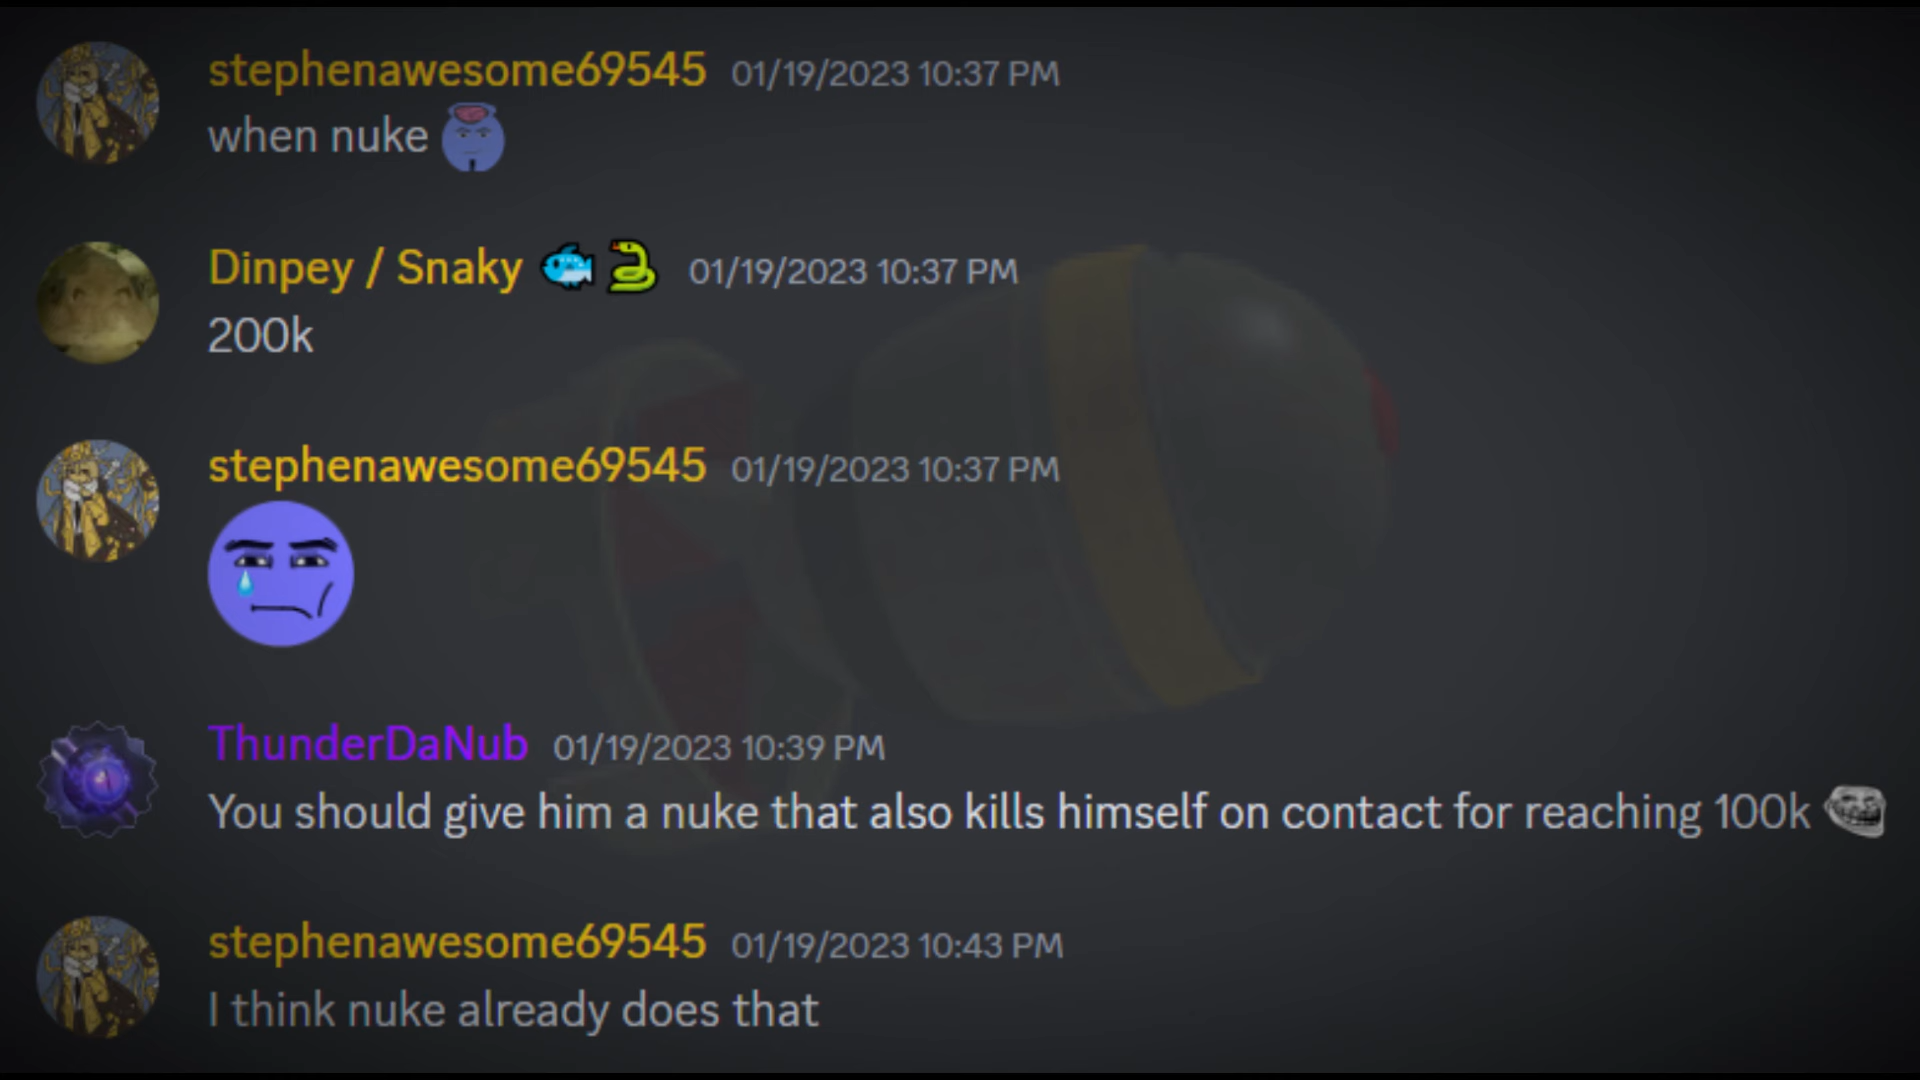 stephenawesome69545 01/19/2023 10:37 PM
when nuke
Dinpey / Snaky 🐟🐍 01/19/2023 10:37 PM
200k
stephenawesome69545 01/19/2023 10:37 PM
ThunderDaNub 01/19/2023 10:39 PM
You should give him a nuke that also kills himself on contact for reaching 100k
stephenawesome69545 01/19/2023 10:43 PM
I think nuke already does that